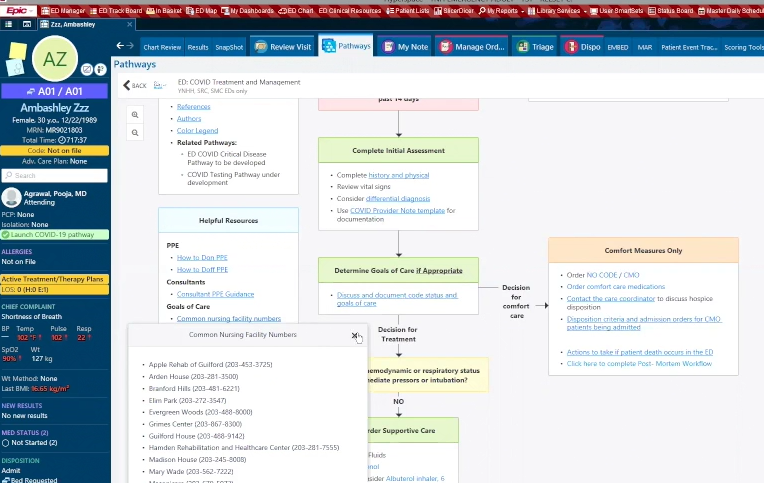 Epic
ED Manager
ED Track Board
In Basket
ED Map
My Dashboards
ED Chart
ED Clinical Resources
Patient Lists
SlicerDicer
My Reports
Library Services
User SmartSets
Status Board
Master Daily Schedu
Zzz, Ambashley
AZ
A01 / A01
Ambashley Zzz
Female, 30 y.o., 12/22/1989
MRN: MR9021803
Total Time: 717:37
Code: Not on file
Adv. Care Plan: None
Search
Agrawal, Pooja, MD
Attending
PCP: None
Isolation: None
Launch COVID-19 pathway
ALLERGIES
Not on File
Active Treatment/Therapy Plans
LOS: 0 (H:0 E:1)
CHIEF COMPLAINT
Shortness of Breath
BP Temp Pulse Resp
— 102 °F ! 102 ! 22 !
SpO2 Wt
90% ! 127 kg
Wt Method: None
Last BMI: 16.65 kg/m²
NEW RESULTS
No new results
MED STATUS (2)
Not Started (2)
DISPOSITION
Admit
Bed Requested
Chart Review
Results
SnapShot
Review Visit
Pathways
My Note
Manage Ord...
Triage
Dispo
EMBED
MAR
Patient Event Trac...
Scoring Tools
Pathways
BACK
ED: COVID Treatment and Management
YNHH, SRC, SMC EDs only
• References
• Authors
• Color Legend
• Related Pathways:
• ED COVID Critical Disease
Pathway to be developed
• COVID Testing Pathway under
development
Helpful Resources
PPE
• How to Don PPE
• How to Doff PPE
Consultants
• Consultant PPE Guidance
Goals of Care
• Common nursing facility numbers
Common Nursing Facility Numbers
• Apple Rehab of Guilford (203-453-3725)
• Arden House (203-281-3500)
• Branford Hills (203-481-6221)
• Elim Park (203-272-3547)
• Evergreen Woods (203-488-8000)
• Grimes Center (203-867-8300)
• Guilford House (203-488-9142)
• Hamden Rehabilitation and Healthcare Center (203-281-7555)
• Madison House (203-245-8008)
• Mary Wade (203-562-7222)
past 14 days
Complete Initial Assessment
• Complete history and physical
• Review vital signs
• Consider differential diagnosis
• Use COVID Provider Note template for
documentation
Determine Goals of Care if Appropriate
• Discuss and document code status and
goals of care
Decision for
Treatment
emodynamic or respiratory status
mediate pressors or intubation?
NO
rder Supportive Care
Fluids
nol
sider Albuterol inhaler, 6
Decision
for
comfort
care
Comfort Measures Only
• Order NO CODE / CMO
• Order comfort care medications
• Contact the care coordinator to discuss hospice
disposition
• Disposition criteria and admission orders for CMO
patients being admitted
• Actions to take if patient death occurs in the ED
• Click here to complete Post- Mortem Workflow